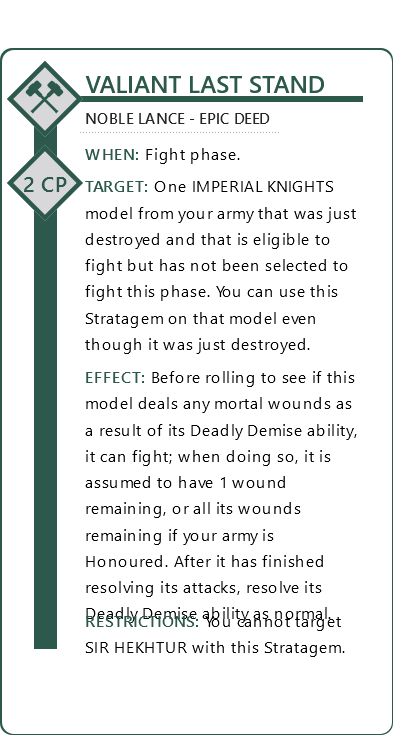 VALIANT LAST STAND
NOBLE LANCE - EPIC DEED
WHEN: Fight phase.
2 CP
TARGET: One IMPERIAL KNIGHTS
model from your army that was just
destroyed and that is eligible to
fight but has not been selected to
fight this phase. You can use this
Stratagem on that model even
though it was just destroyed.
EFFECT: Before rolling to see if this
model deals any mortal wounds as
a result of its Deadly Demise ability,
it can fight; when doing so, it is
assumed to have 1 wound
remaining, or all its wounds
remaining if your army is
Honoured. After it has finished
resolving its attacks, resolve its
Deadly Demise ability as normal.
RESTRICTIONS: You cannot target
SIR HEKHTUR with this Stratagem.